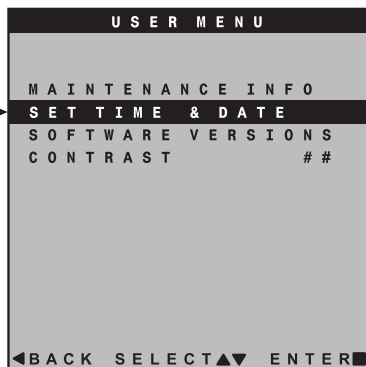 USER MENU
MAINTENANCE INFO
SET TIME & DATE
SOFTWARE VERSIONS
CONTRAST ##
◀BACK SELECT▲▼ ENTER■